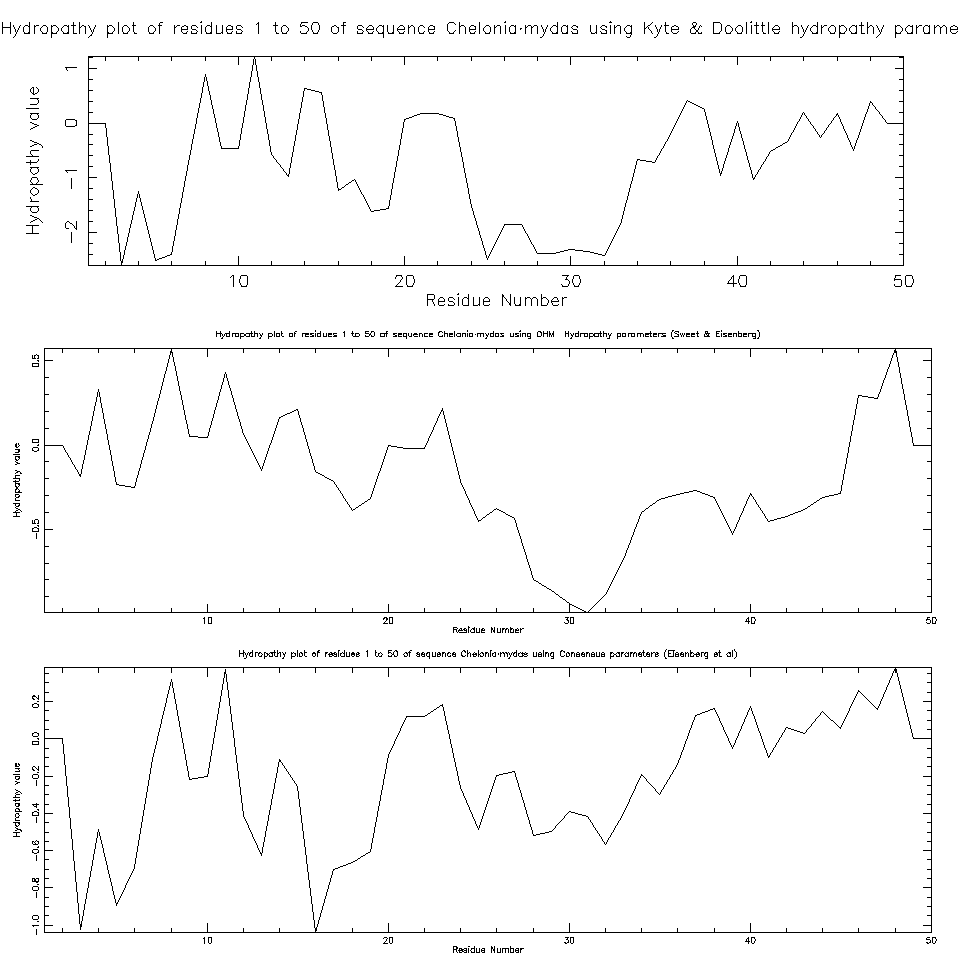 Hydropathy plot of residues 1 to 50 of sequence Chelonia-mydas using Kyte & Doolittle hydropathy parame
1
0
-1
-2
Hydropathy value
10 20 30 40 50
Residue Number
Hydropathy plot of residues 1 to 50 of sequence Chelonia-mydas using OHM Hydropathy parameters (Sweet & Eisenberg)
0.5
0.0
-0.5
Hydropathy value
10 20 30 40 50
Residue Number
Hydropathy plot of residues 1 to 50 of sequence Chelonia-mydas using Consensus parameters (Eisenberg et al)
0.2
0.0
-0.2
-0.4
-0.6
-0.8
-1.0
Hydropathy value
10 20 30 40 50
Residue Number